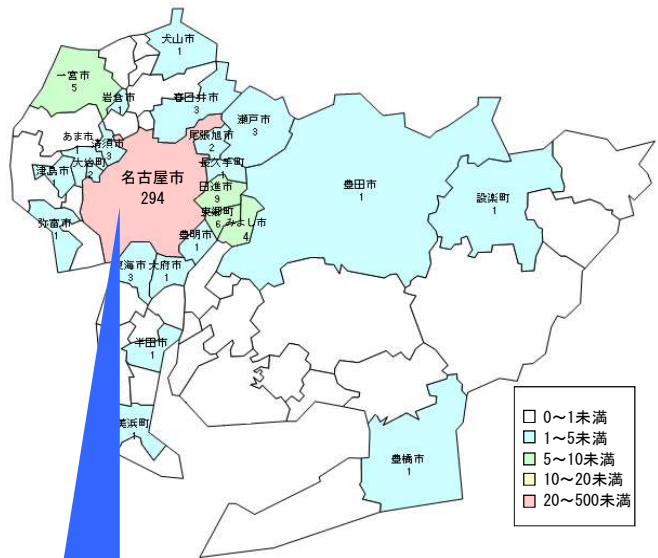 犬山市
1
一宮市
5
岩倉市
1
春日井市
3
瀬戸市
3
あま市
1
清須市
3
尾張旭市
2
津島市
1
大治町
2
長久手町
1
名古屋市
294
日進市
9
豊田市
1
設楽町
1
東郷町
6
みよし市
4
弥富市
1
豊明市
1
東海市
3
大府市
1
半田市
1
美浜町
1
豊橋市
1
0~1未満
1~5未満
5~10未満
10~20未満
20~500未満